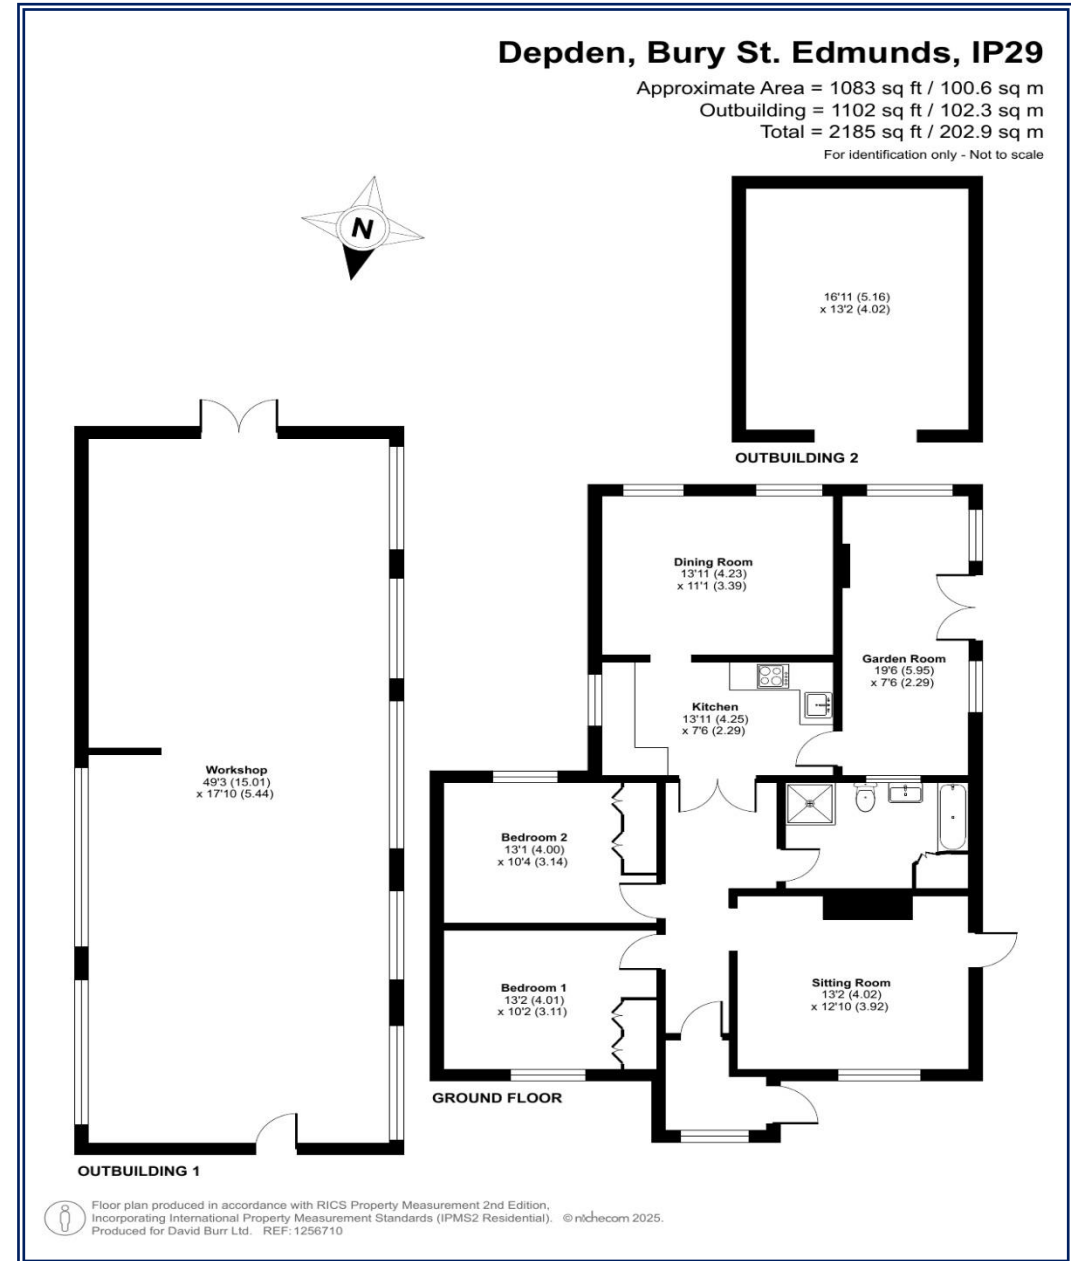 Depden, Bury St. Edmunds, IP29
Approximate Area = 1083 sq ft / 100.6 sq m
Outbuilding = 1102 sq ft / 102.3 sq m
Total = 2185 sq ft / 202.9 sq m
For identification only - Not to scale
N
16'11 (5.16)
x 13'2 (4.02)
OUTBUILDING 2
Dining Room
13'11 (4.23)
x 11'1 (3.39)
Garden Room
19'6 (5.95)
x 7'6 (2.29)
Kitchen
13'11 (4.25)
x 7'6 (2.29)
Workshop
49'3 (15.01)
x 17'10 (5.44)
Bedroom 2
13'1 (4.00)
x 10'4 (3.14)
Sitting Room
13'2 (4.02)
x 12'10 (3.92)
Bedroom 1
13'2 (4.01)
x 10'2 (3.11)
GROUND FLOOR
OUTBUILDING 1
Floor plan produced in accordance with RICS Property Measurement 2nd Edition,
Incorporating International Property Measurement Standards (IPMS2 Residential). © nichecom 2025.
Produced for David Burr Ltd. REF: 1256710